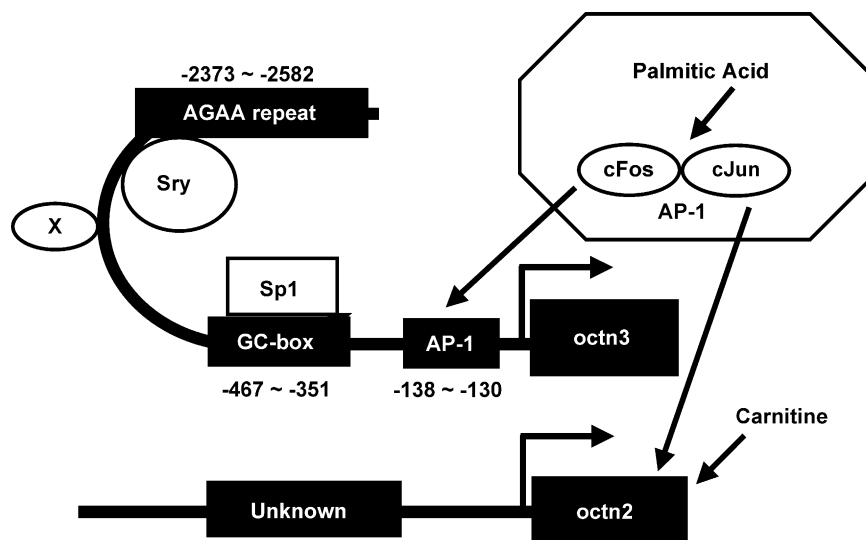 -2373 ~ -2582
AGAA repeat
Palmitic Acid
cFos
cJun
AP-1
Sry
X
Sp1
GC-box
AP-1
octn3
-467 ~ -351
-138 ~ -130
Carnitine
Unknown
octn2